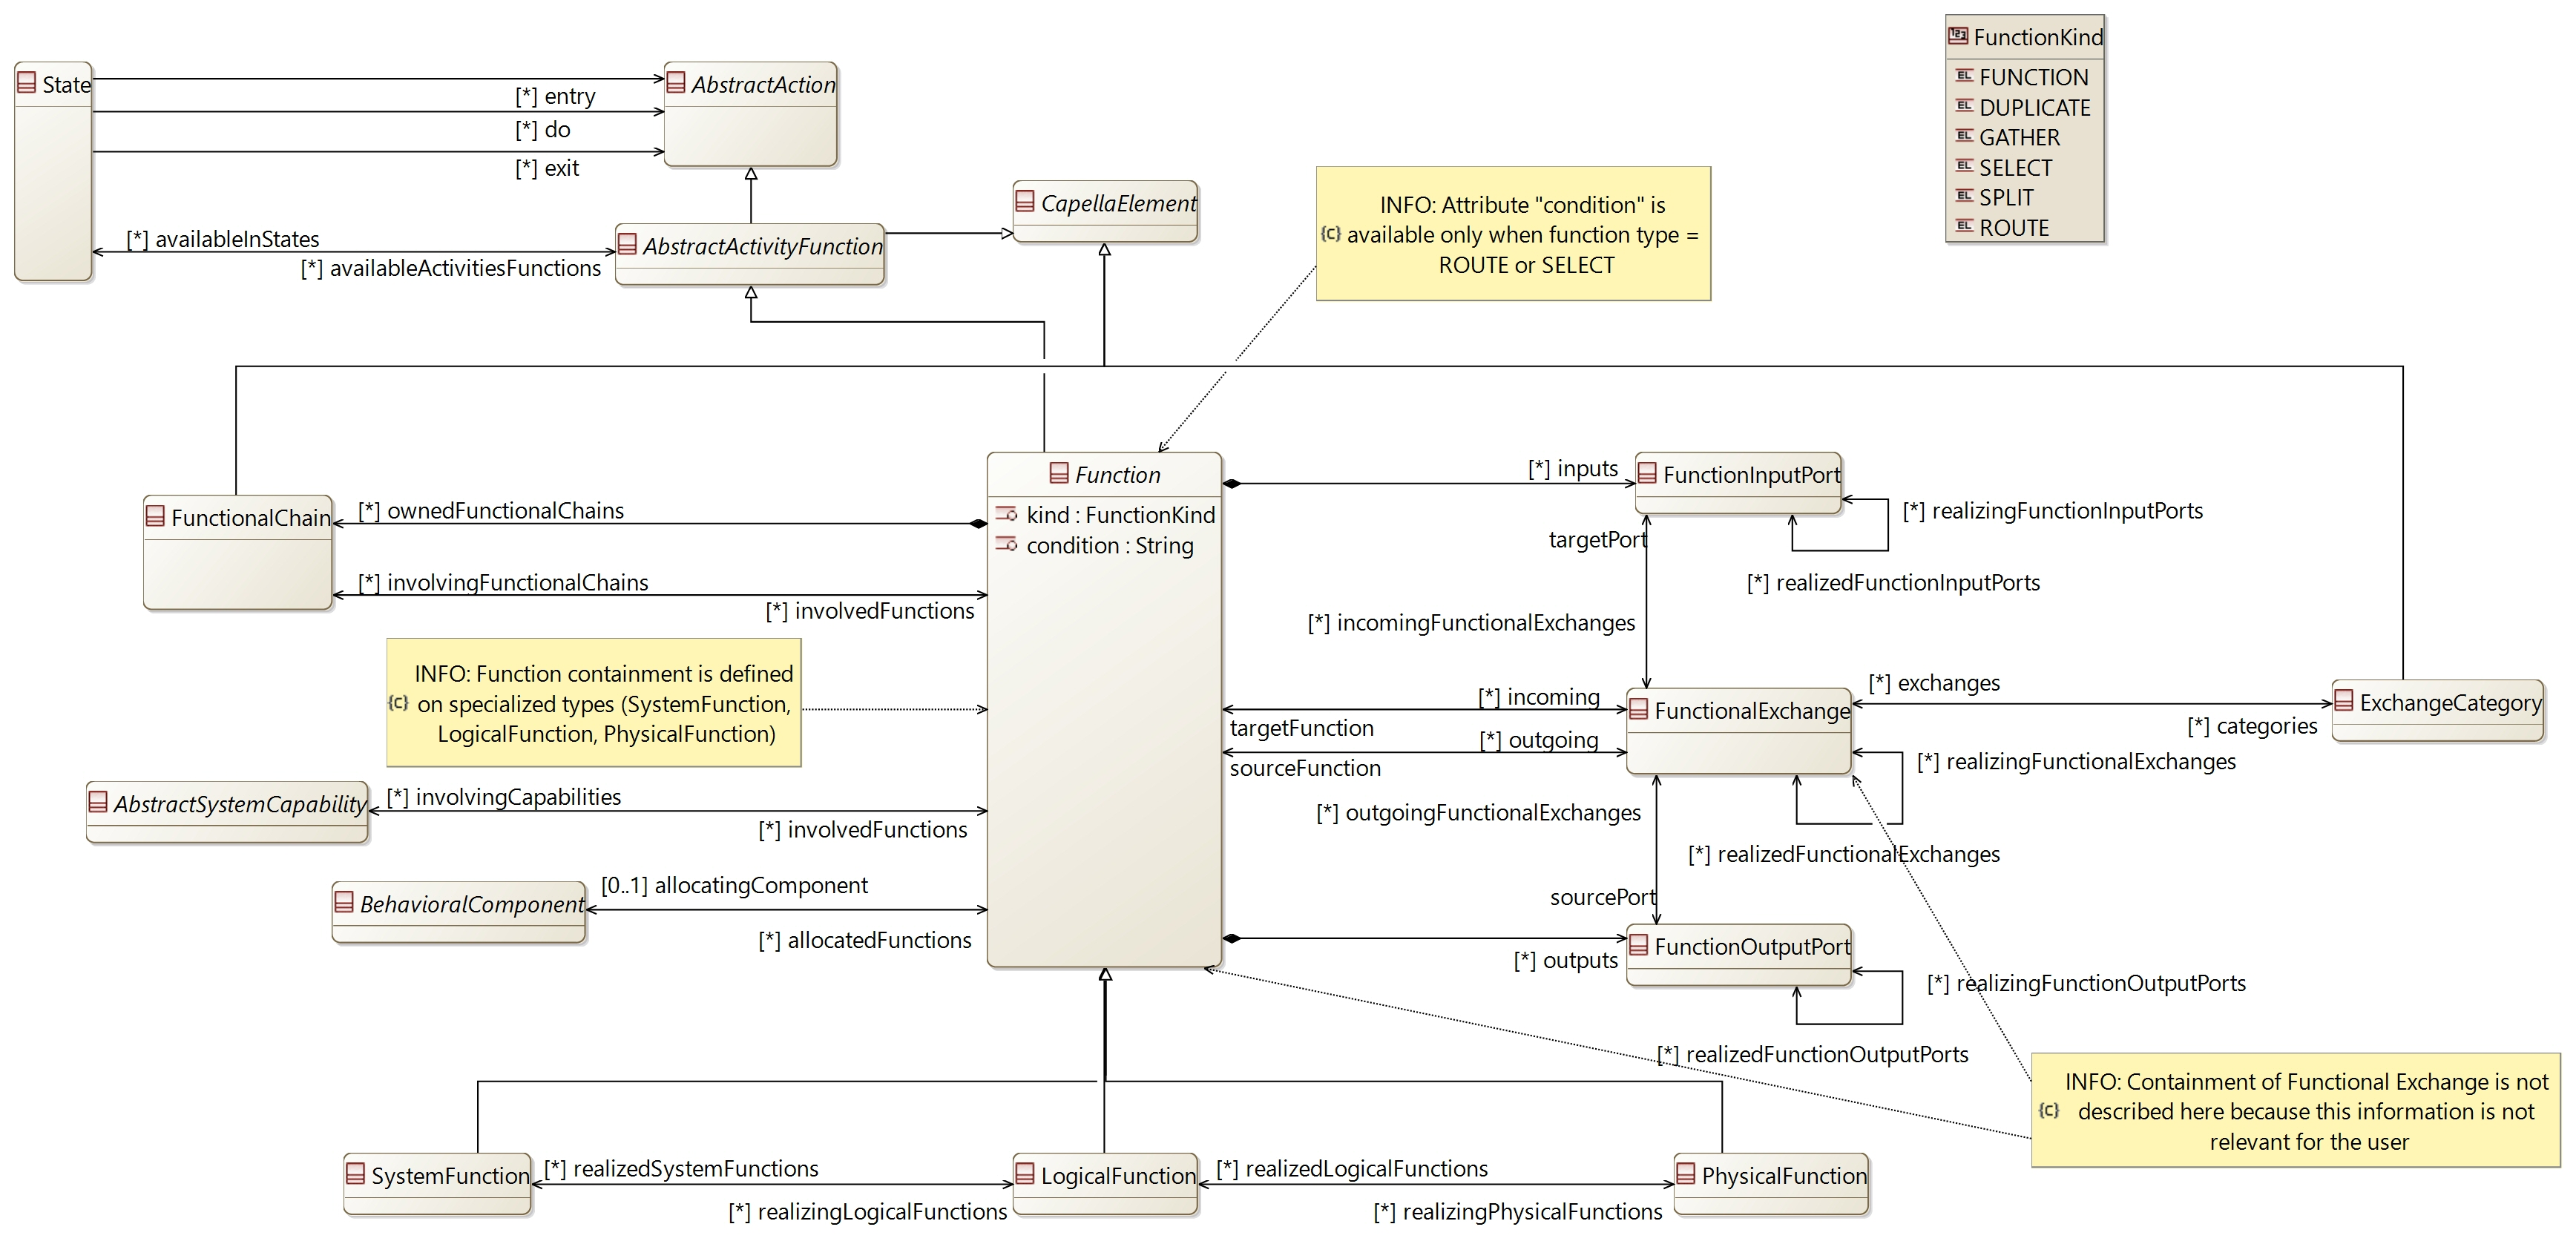 FunctionKind
FUNCTION
DUPLICATE
GATHER
SELECT
SPLIT
ROUTE
State
AbstractAction
[*] entry
[*] do
[*] exit
CapellaElement
INFO: Attribute "condition" is
available only when function type =
ROUTE or SELECT
[*] availableInStates
AbstractActivityFunction
[*] availableActivitiesFunctions
Function
kind : FunctionKind
condition : String
[*] inputs
FunctionInputPort
[*] realizingFunctionInputPorts
[*] realizedFunctionInputPorts
FunctionalChain
[*] ownedFunctionalChains
[*] involvingFunctionalChains
[*] involvedFunctions
targetPort
[*] incomingFunctionalExchanges
INFO: Function containment is defined
on specialized types (SystemFunction,
LogicalFunction, PhysicalFunction)
[*] incoming
targetFunction
[*] outgoing
sourceFunction
FunctionalExchange
[*] exchanges
[*] categories
ExchangeCategory
[*] realizingFunctionalExchanges
[*] realizedFunctionalExchanges
AbstractSystemCapability
[*] involvingCapabilities
[*] involvedFunctions
[*] outgoingFunctionalExchanges
sourcePort
BehavioralComponent
[0..1] allocatingComponent
[*] allocatedFunctions
[*] outputs
FunctionOutputPort
[*] realizingFunctionOutputPorts
[*] realizedFunctionOutputPorts
INFO: Containment of Functional Exchange is not
described here because this information is not
relevant for the user
SystemFunction
[*] realizedSystemFunctions
[*] realizingLogicalFunctions
LogicalFunction
[*] realizedLogicalFunctions
[*] realizingPhysicalFunctions
PhysicalFunction